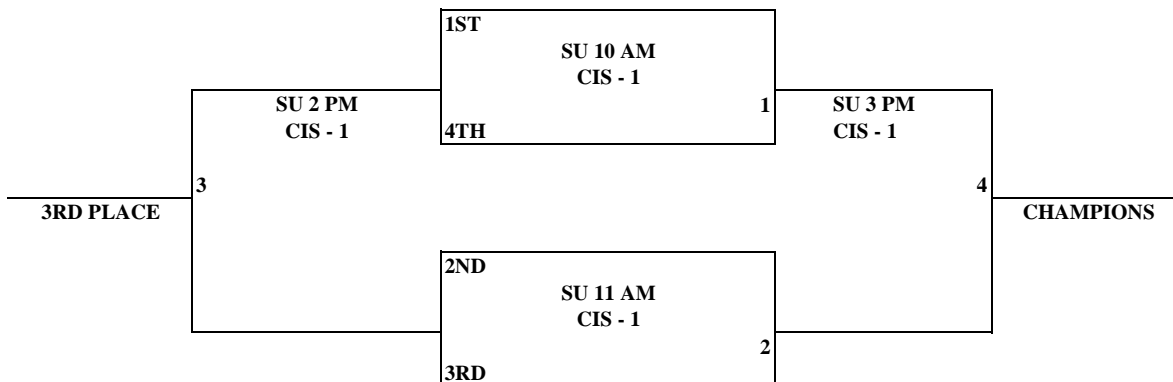 1ST
SU 10 AM
CIS - 1
SU 2 PM
CIS - 1
1
SU 3 PM
CIS - 1
4TH
3
4
3RD PLACE
CHAMPIONS
2ND
SU 11 AM
CIS - 1
2
3RD